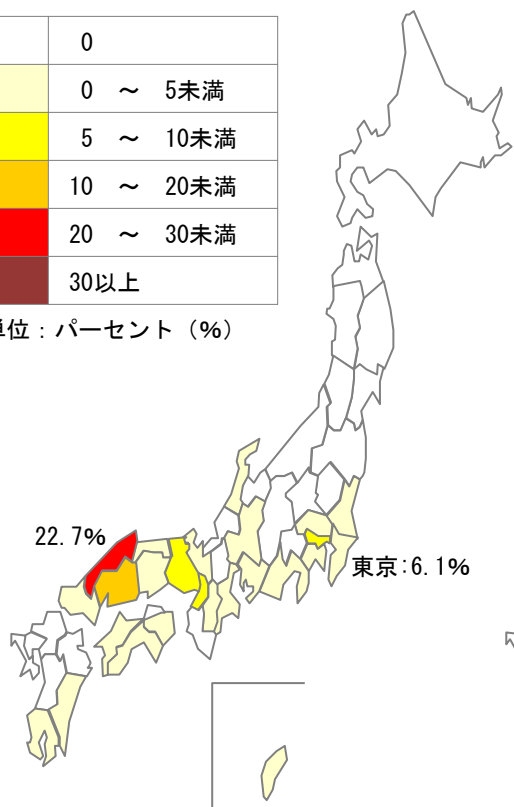 0
0 ～ 5未満
5 ～ 10未満
10 ～ 20未満
20 ～ 30未満
30以上
単位：パーセント（%）
22.7%
東京:6.1%